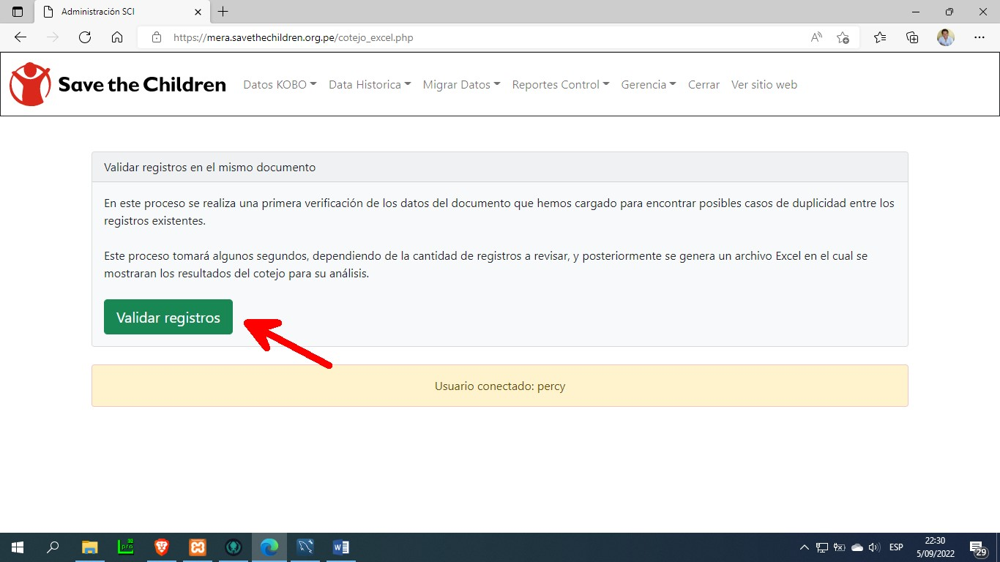 Administración SCI
https://mera.savethechildren.org.pe/cotejo_excel.php
Save the Children
Datos KOBO
Data Historica
Migrar Datos
Reportes Control
Gerencia
Cerrar
Ver sitio web
Validar registros en el mismo documento
En este proceso se realiza una primera verificación de los datos del documento que hemos cargado para encontrar posibles casos de duplicidad entre los
registros existentes.
Este proceso tomará algunos segundos, dependiendo de la cantidad de registros a revisar, y posteriormente se genera un archivo Excel en el cual se
mostraran los resultados del cotejo para su análisis.
Validar registros
Usuario conectado: percy
ESP
22:30
5/09/2022
29